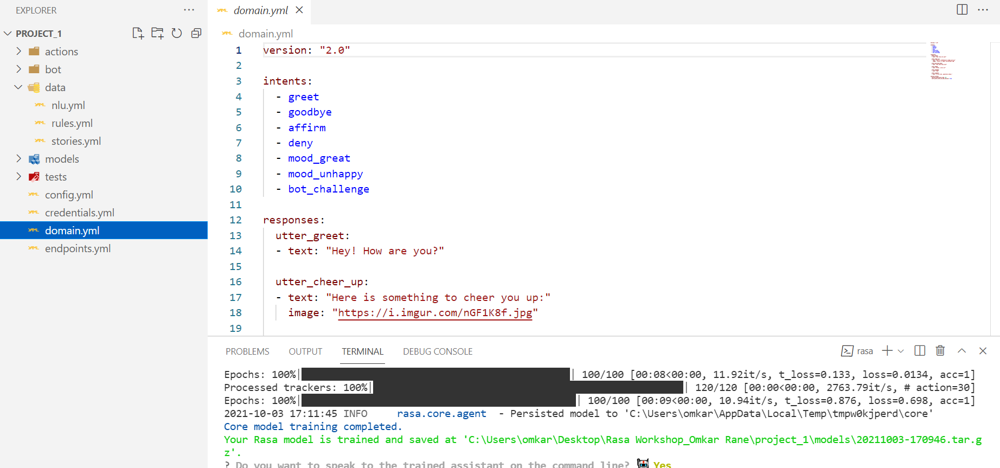 EXPLORER
PROJECT_1
actions
bot
data
nlu.yml
rules.yml
stories.yml
models
tests
config.yml
credentials.yml
domain.yml
endpoints.yml
domain.yml
domain.yml
1 version: "2.0"
2
3 intents:
4 - greet
5 - goodbye
6 - affirm
7 - deny
8 - mood_great
9 - mood_unhappy
10 - bot_challenge
11
12 responses:
13 utter_greet:
14 - text: "Hey! How are you?"
15
16 utter_cheer_up:
17 - text: "Here is something to cheer you up:"
18 image: "https://i.imgur.com/nGF1K8f.jpg"
19
PROBLEMS OUTPUT TERMINAL DEBUG CONSOLE rasa
Epochs: 100%| | 100/100 [00:08<00:00, 11.92it/s, t_loss=0.133, loss=0.0134, acc=1]
Processed trackers: 100%| | 120/120 [00:00<00:00, 2763.79it/s, # action=30]
Epochs: 100%| | 100/100 [00:09<00:00, 10.94it/s, t_loss=0.876, loss=0.698, acc=1]
2021-10-03 17:11:45 INFO rasa.core.agent - Persisted model to 'C:\Users\omkar\AppData\Local\Temp\tmpw0kjperd\core'
Core model training completed.
Your Rasa model is trained and saved at 'C:\Users\omkar\Desktop\Rasa Workshop_Omkar Rane\project_1\models\20211003-170946.tar.g
z'.
? Do you want to speak to the trained assistant on the command line? Yes